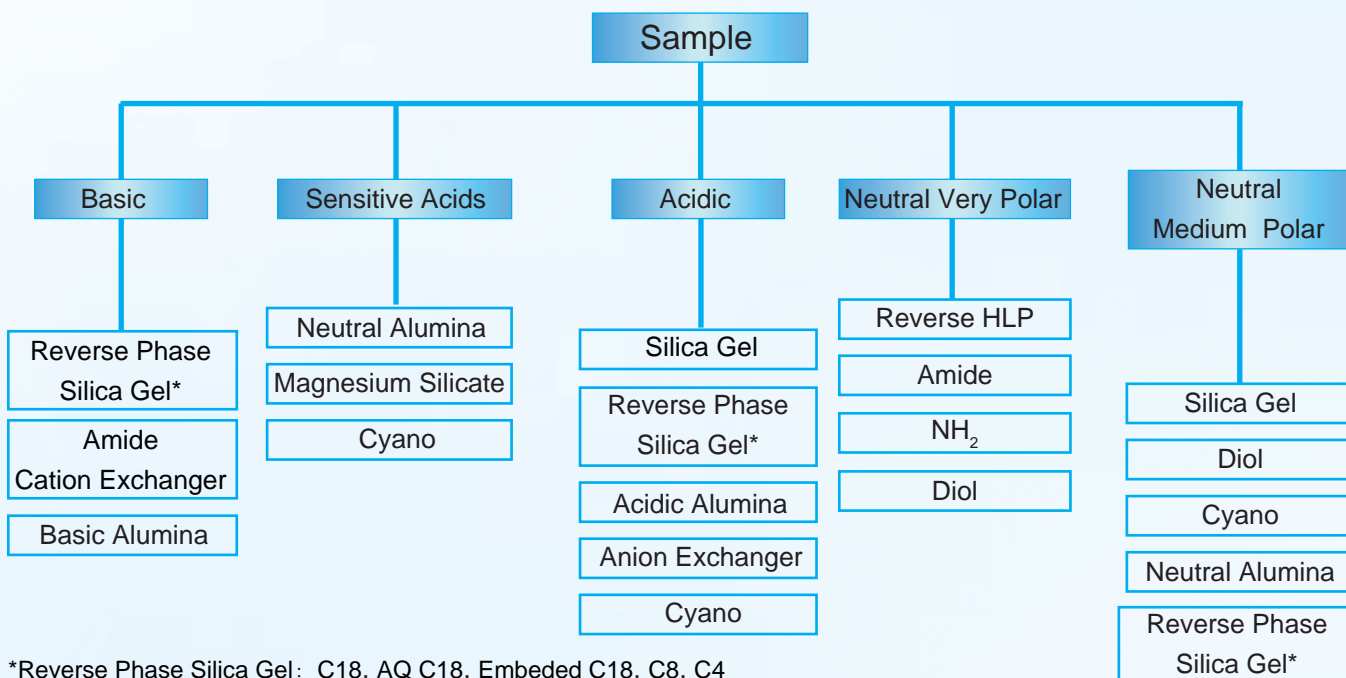 Sample
Basic
Reverse Phase
Silica Gel*
Amide
Cation Exchanger
Basic Alumina
Sensitive Acids
Neutral Alumina
Magnesium Silicate
Cyano
Acidic
Silica Gel
Reverse Phase
Silica Gel*
Acidic Alumina
Anion Exchanger
Cyano
Neutral Very Polar
Reverse HLP
Amide
NH₂
Diol
Neutral
Medium Polar
Silica Gel
Diol
Cyano
Neutral Alumina
Reverse Phase
Silica Gel*
*Reverse Phase Silica Gel: C18, AQ C18, Embeded C18, C8, C4